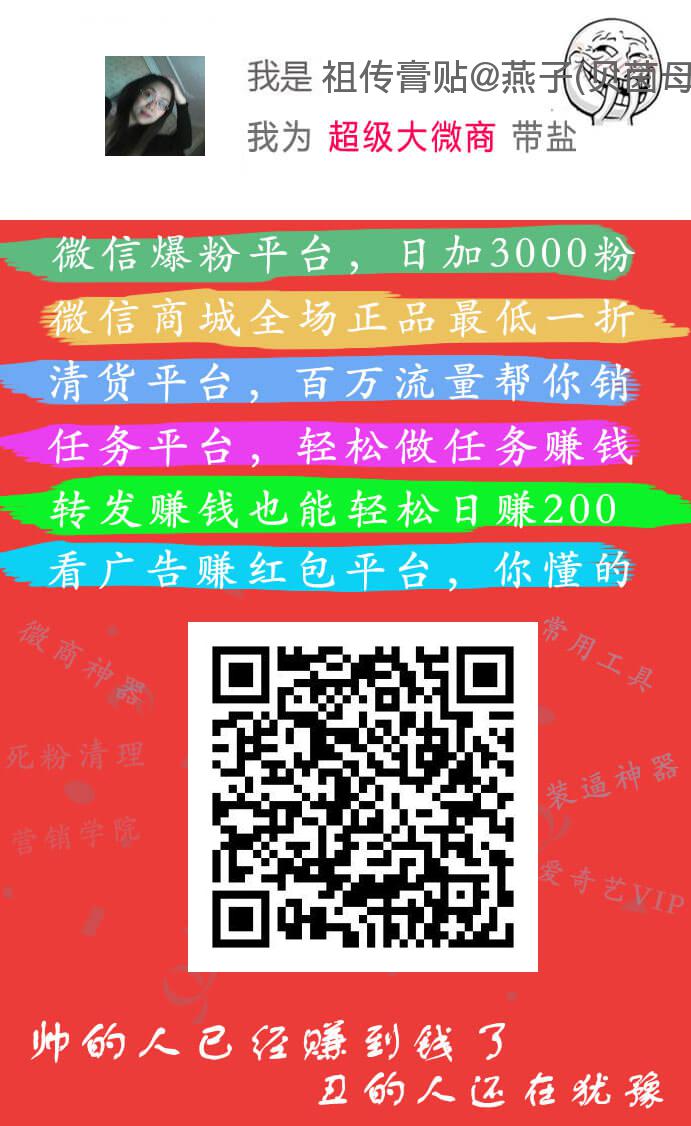 我是 祖传膏贴@燕子(贝菌母
我为 超级大微商 带盐
微信爆粉平台，日加3000粉
微信商城全场正品最低一折
清货平台，百万流量帮你销
任务平台，轻松做任务赚钱
转发赚钱也能轻松日赚200
看广告赚红包平台，你懂的
微商神器
常用工具
死粉清理
装逼神器
营销学院
爱奇艺VIP
帅的人已经赚到钱了
丑的人还在犹豫